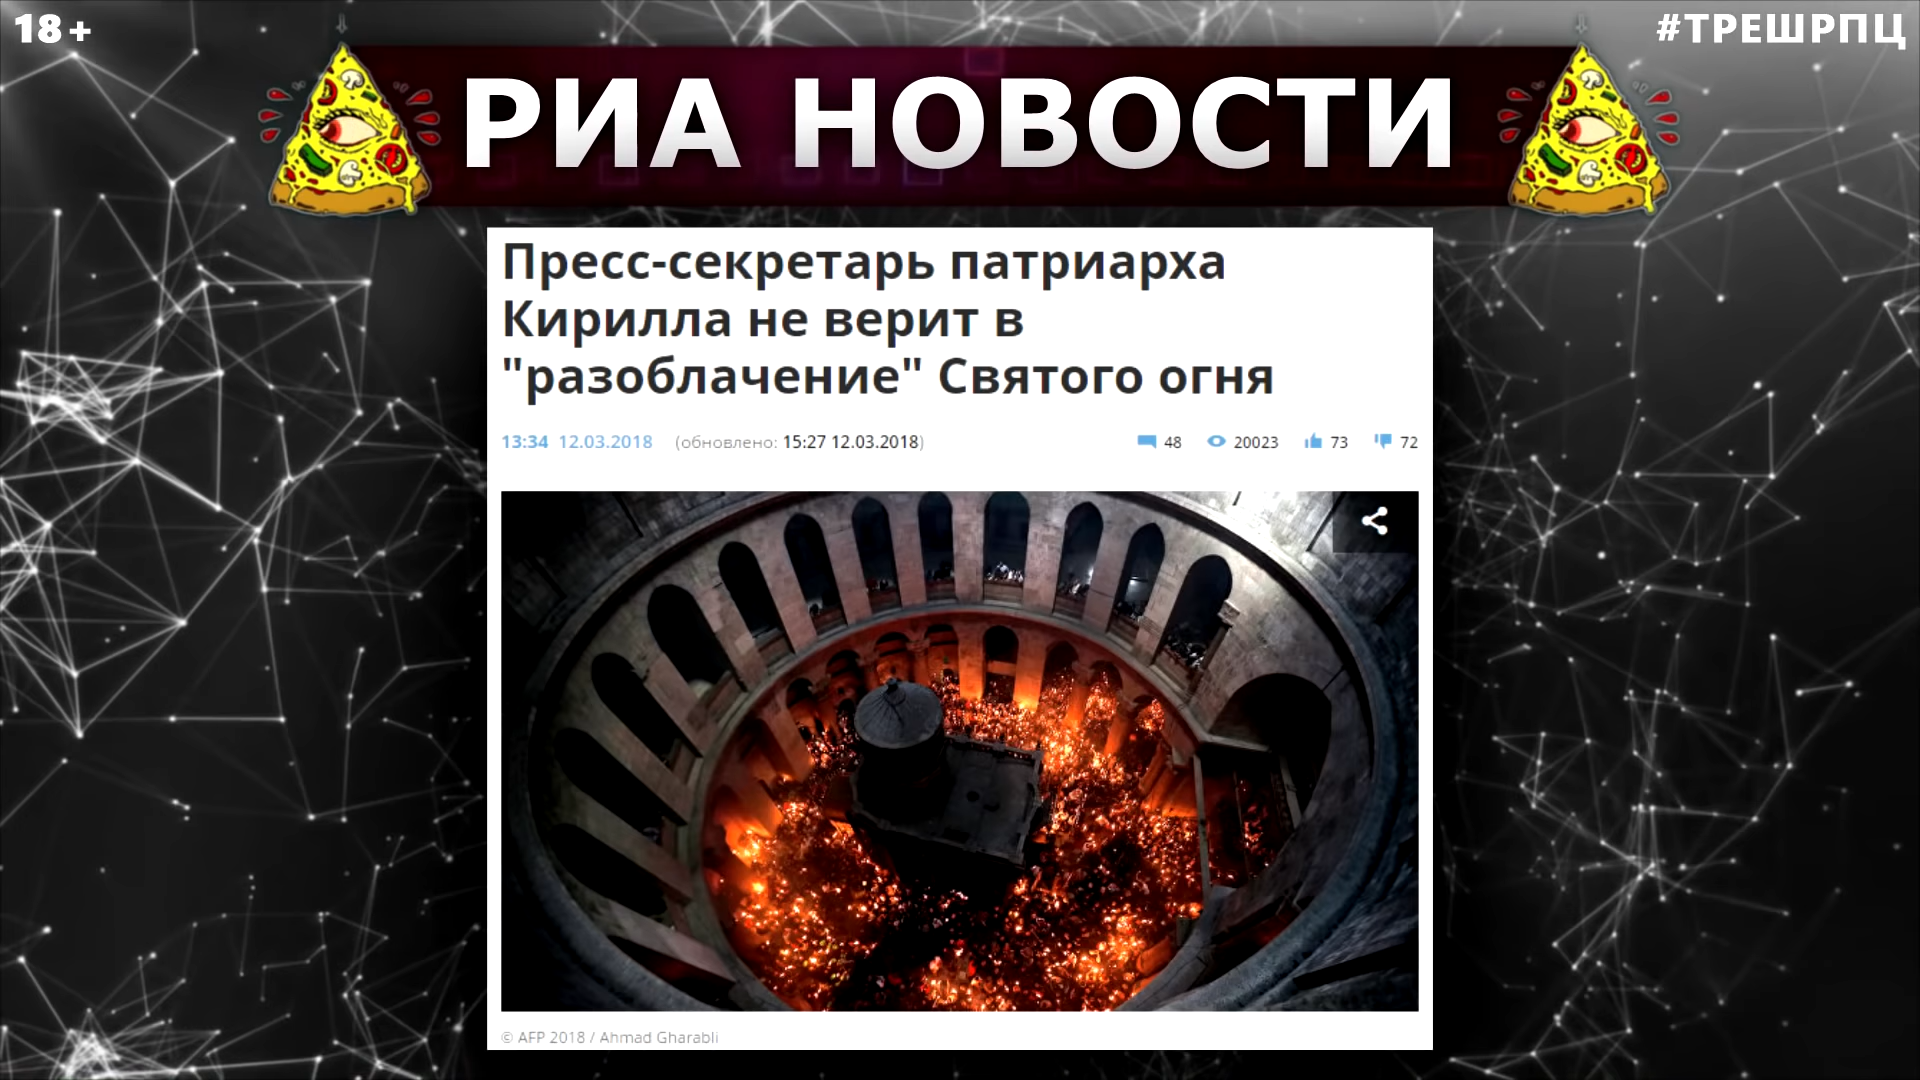 18+
#ТРЕШРПЦ
РИА НОВОСТИ
Пресс-секретарь патриарха
Кирилла не верит в
"разоблачение" Святого огня
13:34 12.03.2018 (обновлено: 15:27 12.03.2018) 48 20023 73 72
© AFP 2018 / Ahmad Gharabli